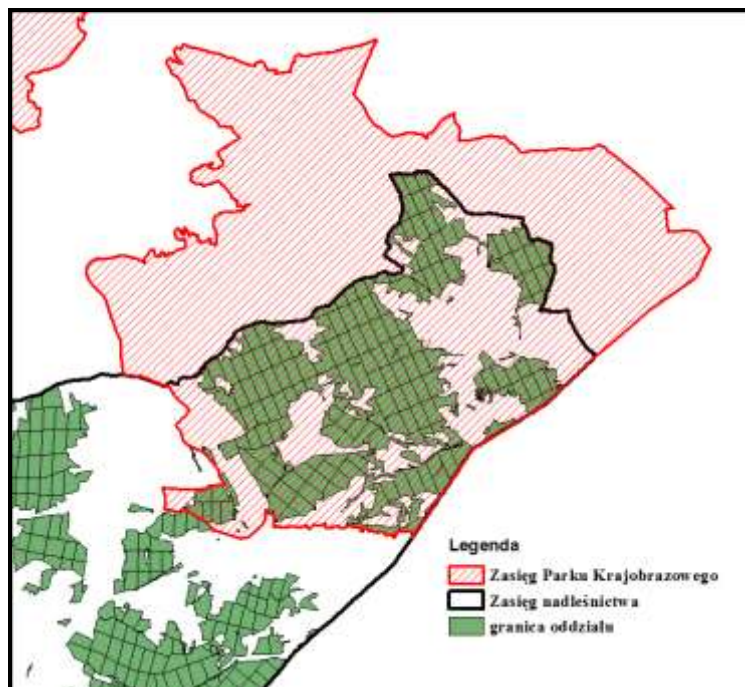 Legenda
Zasięg Parku Krajobrazowego
Zasięg nadleśnictwa
granica oddziału